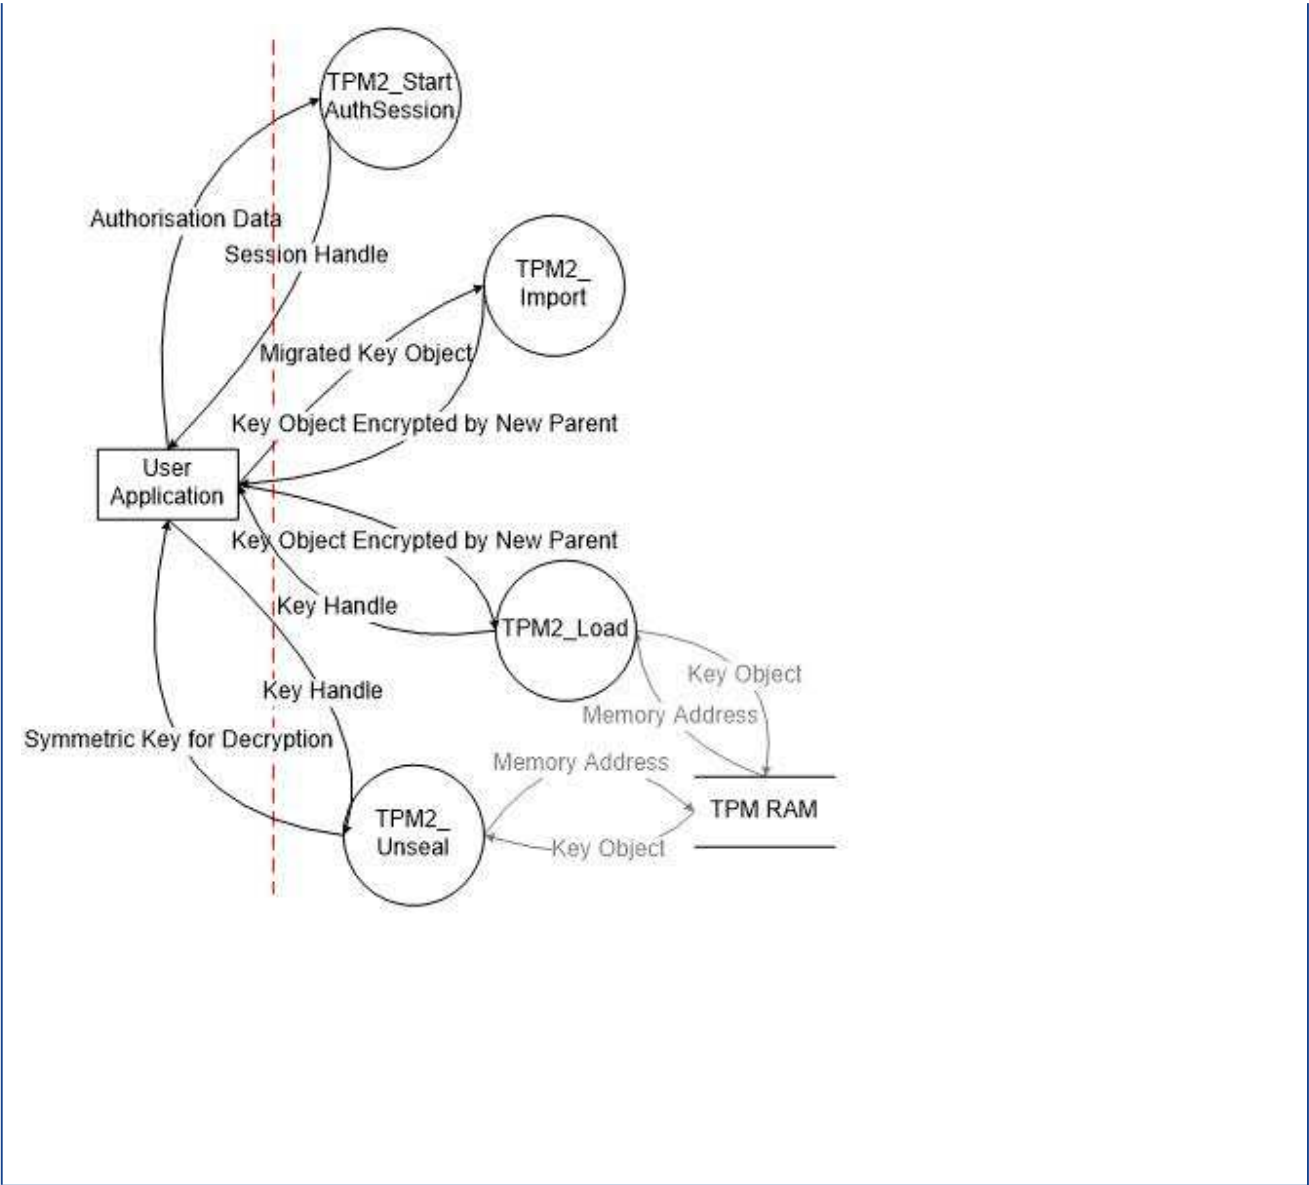 TPM2_Start
AuthSession
Authorisation Data
Session Handle
TPM2_
Import
Migrated Key Object
Key Object Encrypted by New Parent
User
Application
Key Object Encrypted by New Parent
Key Handle
TPM2_Load
Key Object
Key Handle
Memory Address
Symmetric Key for Decryption
Memory Address
TPM2_
Unseal
TPM RAM
Key Object